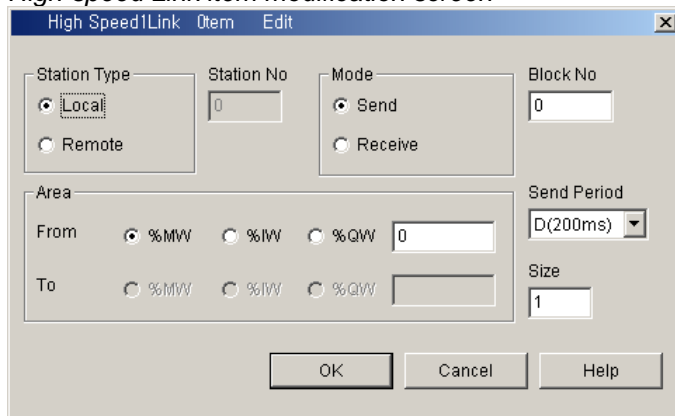 High Speed Link Item Modification screen
High Speed1Link 0tem Edit
Station Type
Local
Remote
Station No
0
Mode
Send
Receive
Block No
0
Area
From %MW %IW %QW 0
To %MW %IW %QW
Send Period
D(200ms)
Size
1
OK Cancel Help